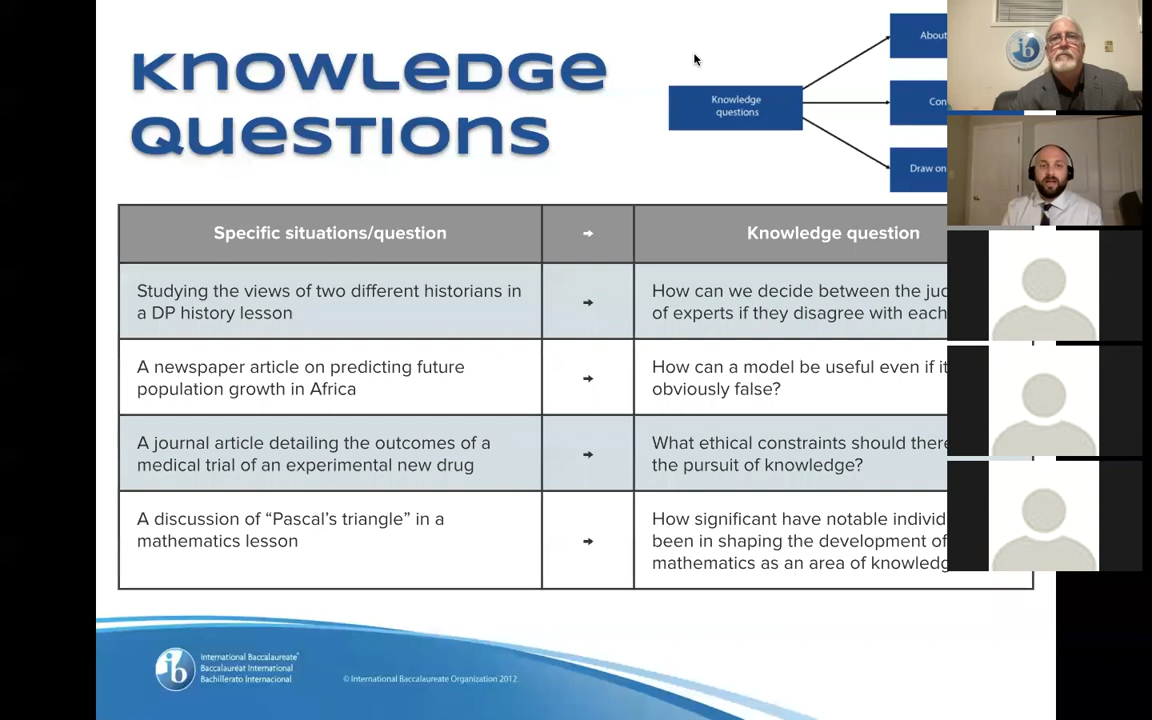 KNOWLEDGE
QUESTIONS
Knowledge
questions
About
Con
Draw on
Specific situations/question
Knowledge question
Studying the views of two different historians in
a DP history lesson
How can we decide between the jud
of experts if they disagree with each
A newspaper article on predicting future
population growth in Africa
How can a model be useful even if it
obviously false?
A journal article detailing the outcomes of a
medical trial of an experimental new drug
What ethical constraints should there
the pursuit of knowledge?
A discussion of “Pascal’s triangle” in a
mathematics lesson
How significant have notable individ
been in shaping the development of
mathematics as an area of knowledg
ib
International Baccalaureate®
Baccalauréat International
Bachillerato Internacional
© International Baccalaureate Organization 2012
ib